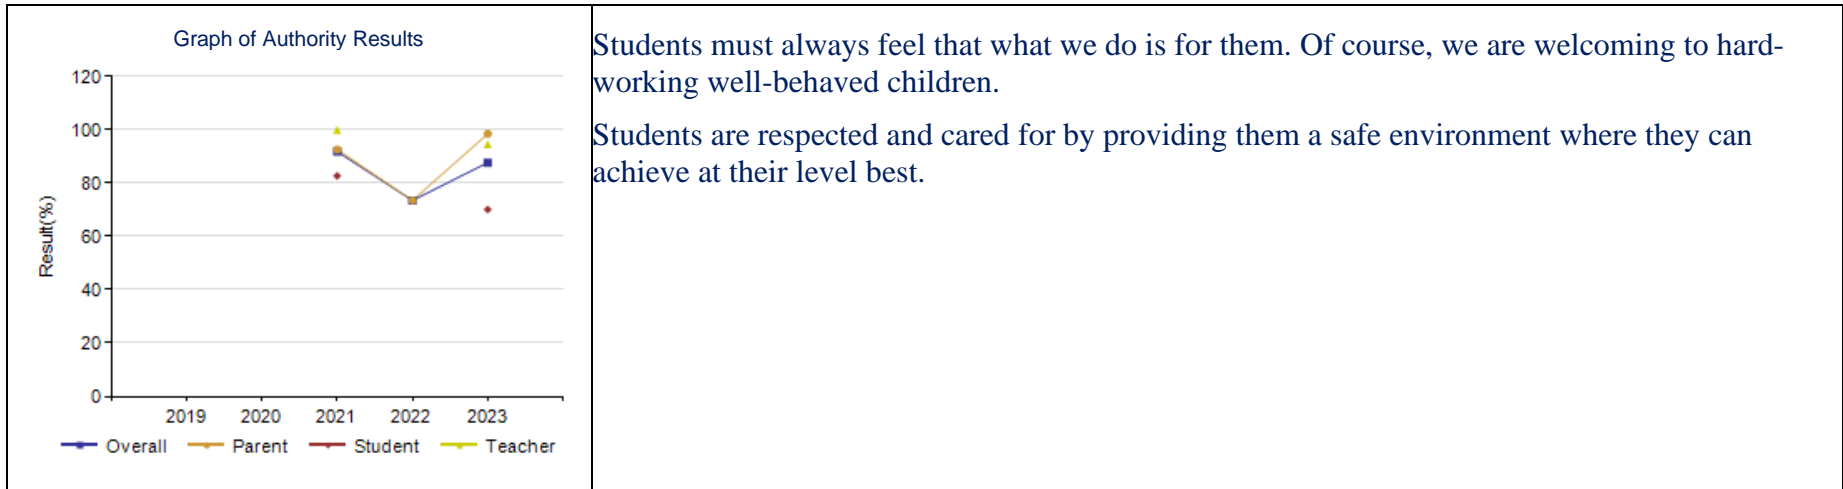 Graph of Authority Results
120
100
80
60
40
20
0
Result(%)
2019 2020 2021 2022 2023
Overall Parent Student Teacher
Students must always feel that what we do is for them. Of course, we are welcoming to hard-
working well-behaved children.
Students are respected and cared for by providing them a safe environment where they can
achieve at their level best.